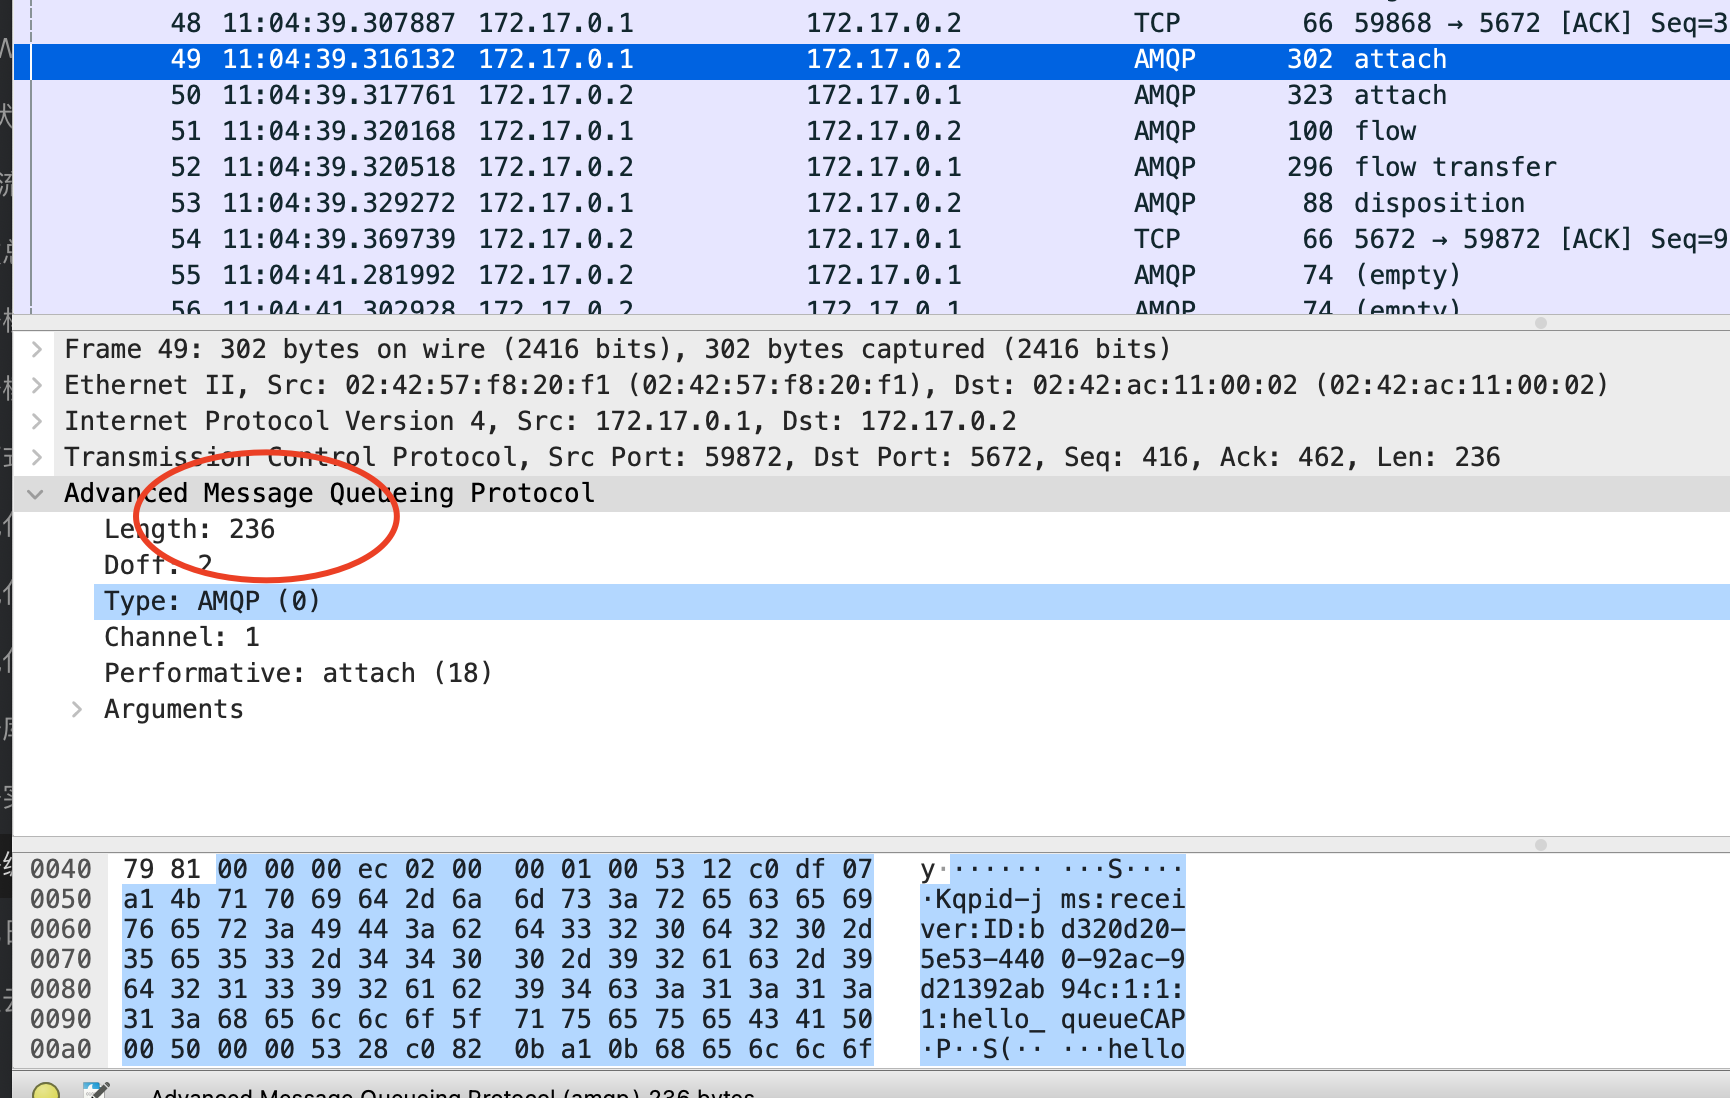 48 11:04:39.307887 172.17.0.1 172.17.0.2 TCP 66 59868 → 5672 [ACK] Seq=3
49 11:04:39.316132 172.17.0.1 172.17.0.2 AMQP 302 attach
50 11:04:39.317761 172.17.0.2 172.17.0.1 AMQP 323 attach
51 11:04:39.320168 172.17.0.1 172.17.0.2 AMQP 100 flow
52 11:04:39.320518 172.17.0.2 172.17.0.1 AMQP 296 flow transfer
53 11:04:39.329272 172.17.0.1 172.17.0.2 AMQP 88 disposition
54 11:04:39.369739 172.17.0.2 172.17.0.1 TCP 66 5672 → 59872 [ACK] Seq=9
55 11:04:41.281992 172.17.0.2 172.17.0.1 AMQP 74 (empty)
56 11:04:41.302928 172.17.0.2 172.17.0.1 AMQP 74 (empty)
Frame 49: 302 bytes on wire (2416 bits), 302 bytes captured (2416 bits)
Ethernet II, Src: 02:42:57:f8:20:f1 (02:42:57:f8:20:f1), Dst: 02:42:ac:11:00:02 (02:42:ac:11:00:02)
Internet Protocol Version 4, Src: 172.17.0.1, Dst: 172.17.0.2
Transmission Control Protocol, Src Port: 59872, Dst Port: 5672, Seq: 416, Ack: 462, Len: 236
Advanced Message Queueing Protocol
Length: 236
Doff: 2
Type: AMQP (0)
Channel: 1
Performative: attach (18)
Arguments
0040 79 81 00 00 00 ec 02 00 00 01 00 53 12 c0 df 07 y······· ···S····
0050 a1 4b 71 70 69 64 2d 6a 6d 73 3a 72 65 63 65 69 ·Kqpid-j ms:recei
0060 76 65 72 3a 49 44 3a 62 64 33 32 30 64 32 30 2d ver:ID:b d320d20-
0070 35 65 35 33 2d 34 34 30 30 2d 39 32 61 63 2d 39 5e53-440 0-92ac-9
0080 64 32 31 33 39 32 61 62 39 34 63 3a 31 3a 31 3a d21392ab 94c:1:1:
0090 31 3a 68 65 6c 6c 6f 5f 71 75 65 75 65 43 41 50 1:hello_ queueCAP
00a0 00 50 00 00 53 28 c0 82 0b a1 0b 68 65 6c 6c 6f ·P··S(·· ···hello
Advanced Message Queueing Protocol (amqp) 236 bytes